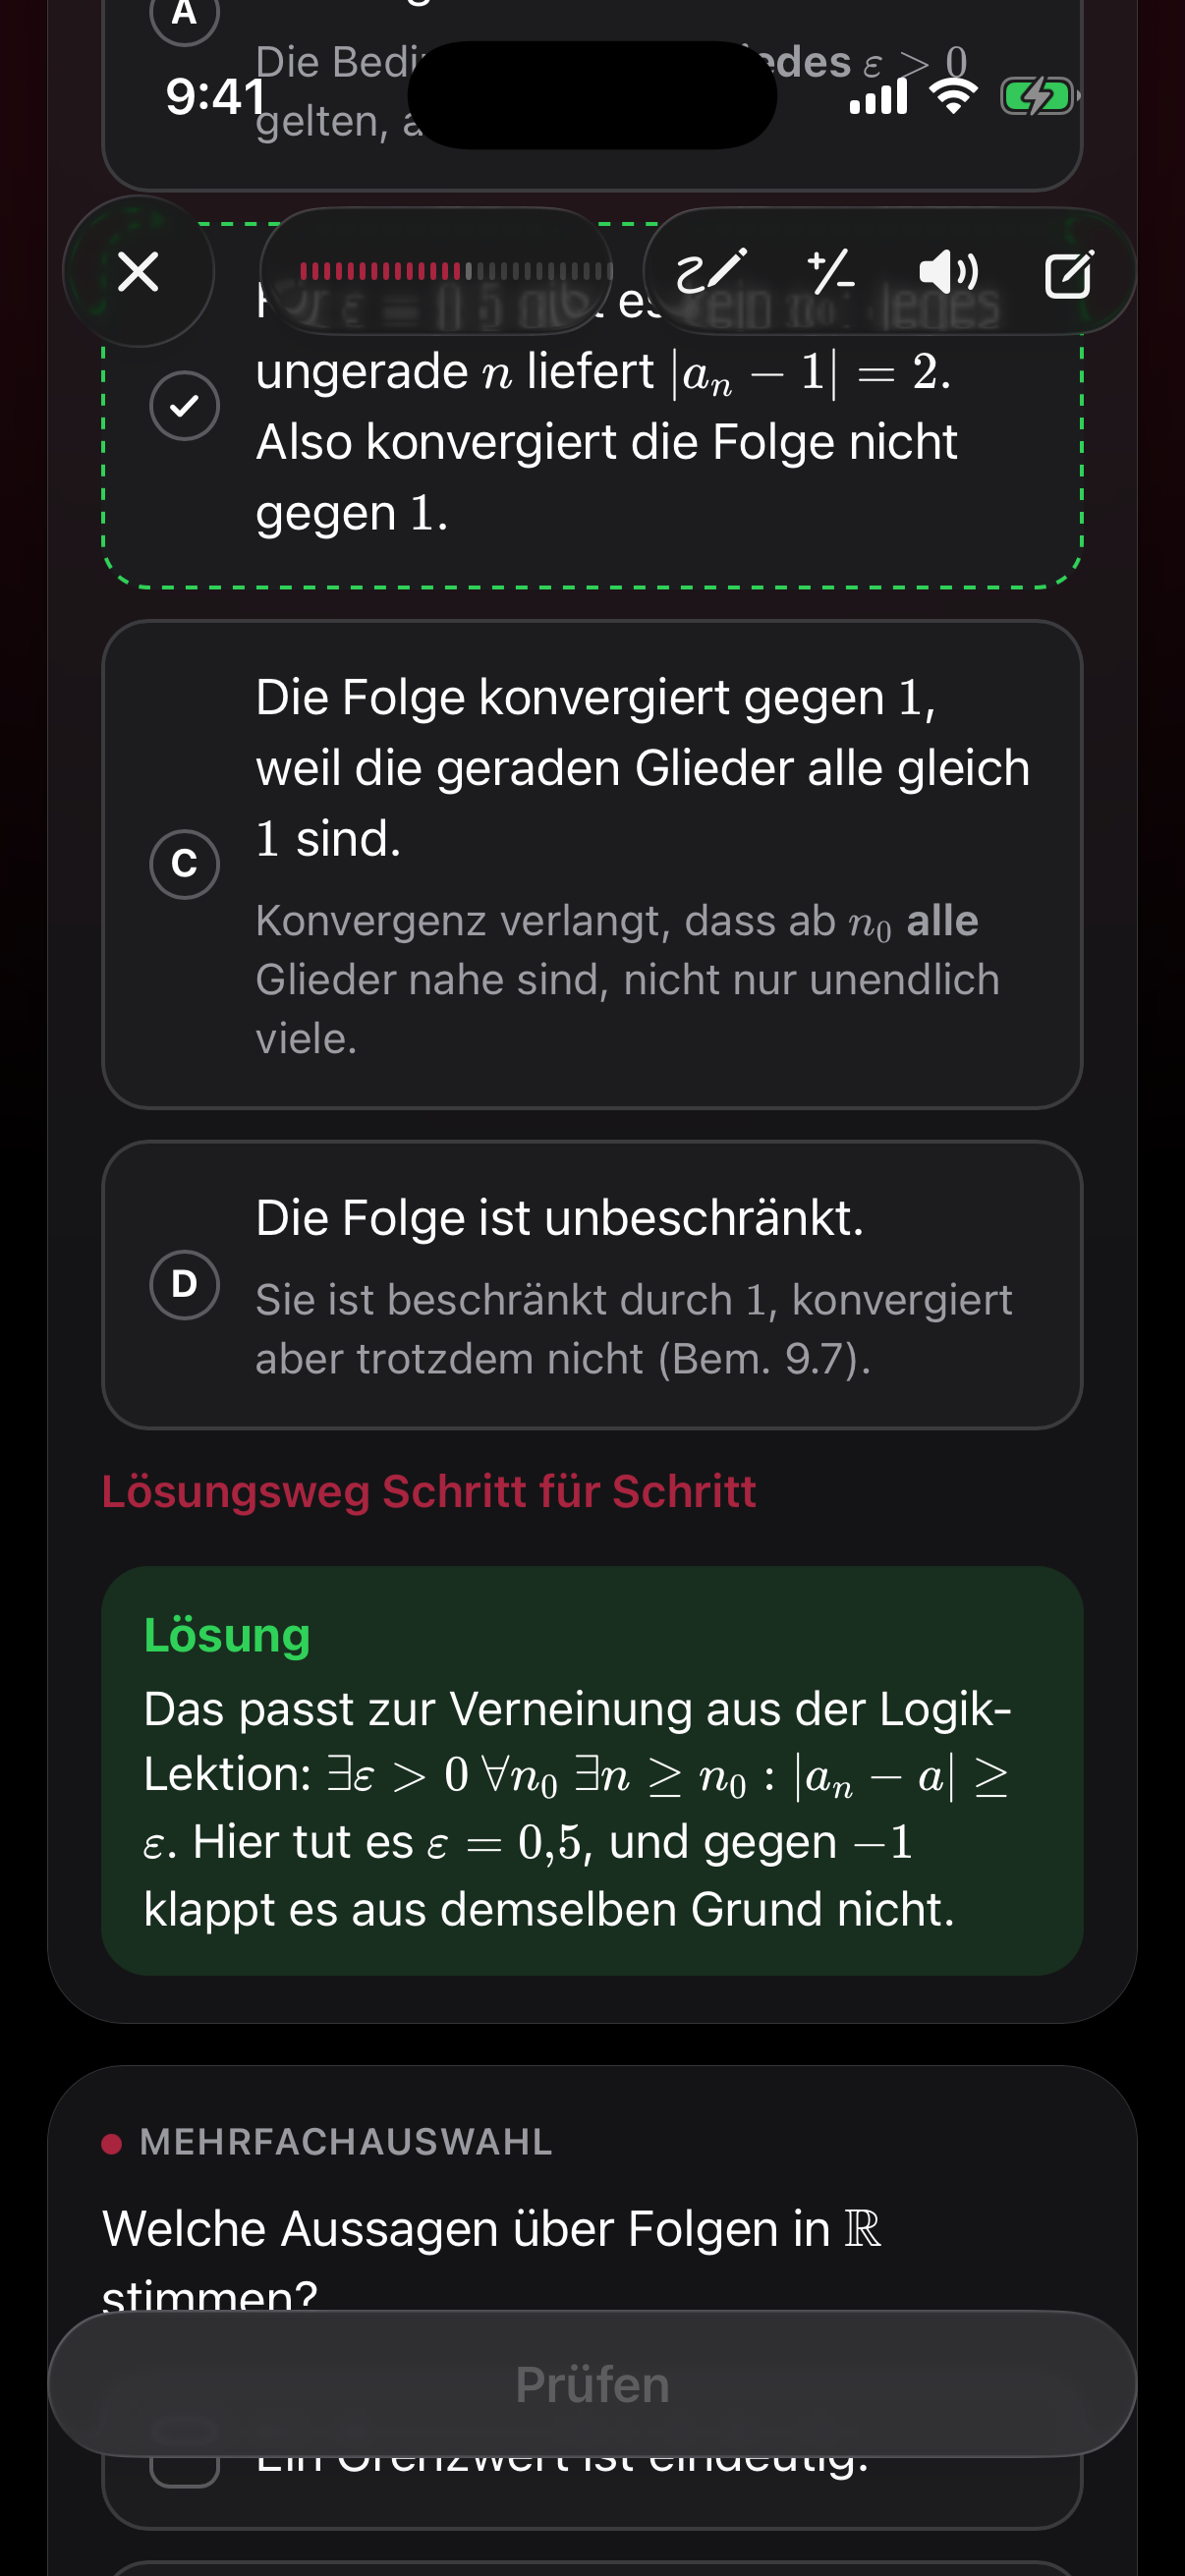 A
Die
> 0
9:41
gelten,
ungerade n liefert |aₙ − 1| = 2.
Also konvergiert die Folge nicht
gegen 1.
C
Die Folge konvergiert gegen 1,
weil die geraden Glieder alle gleich
1 sind.
Konvergenz verlangt, dass ab n₀ alle
Glieder nahe sind, nicht nur unendlich
viele.
D
Die Folge ist unbeschränkt.
Sie ist beschränkt durch 1, konvergiert
aber trotzdem nicht (Bem. 9.7).
Lösungsweg Schritt für Schritt
Lösung
Das passt zur Verneinung aus der Logik-
Lektion: ∃ε > 0 ∀n₀ ∃n ≥ n₀ : |aₙ − a| ≥
ε. Hier tut es ε = 0,5, und gegen −1
klappt es aus demselben Grund nicht.
MEHRFACHAUSWAHL
Welche Aussagen über Folgen in ℝ
stimmen?
Prüfen
Ein Grenzwert ist eindeutig.